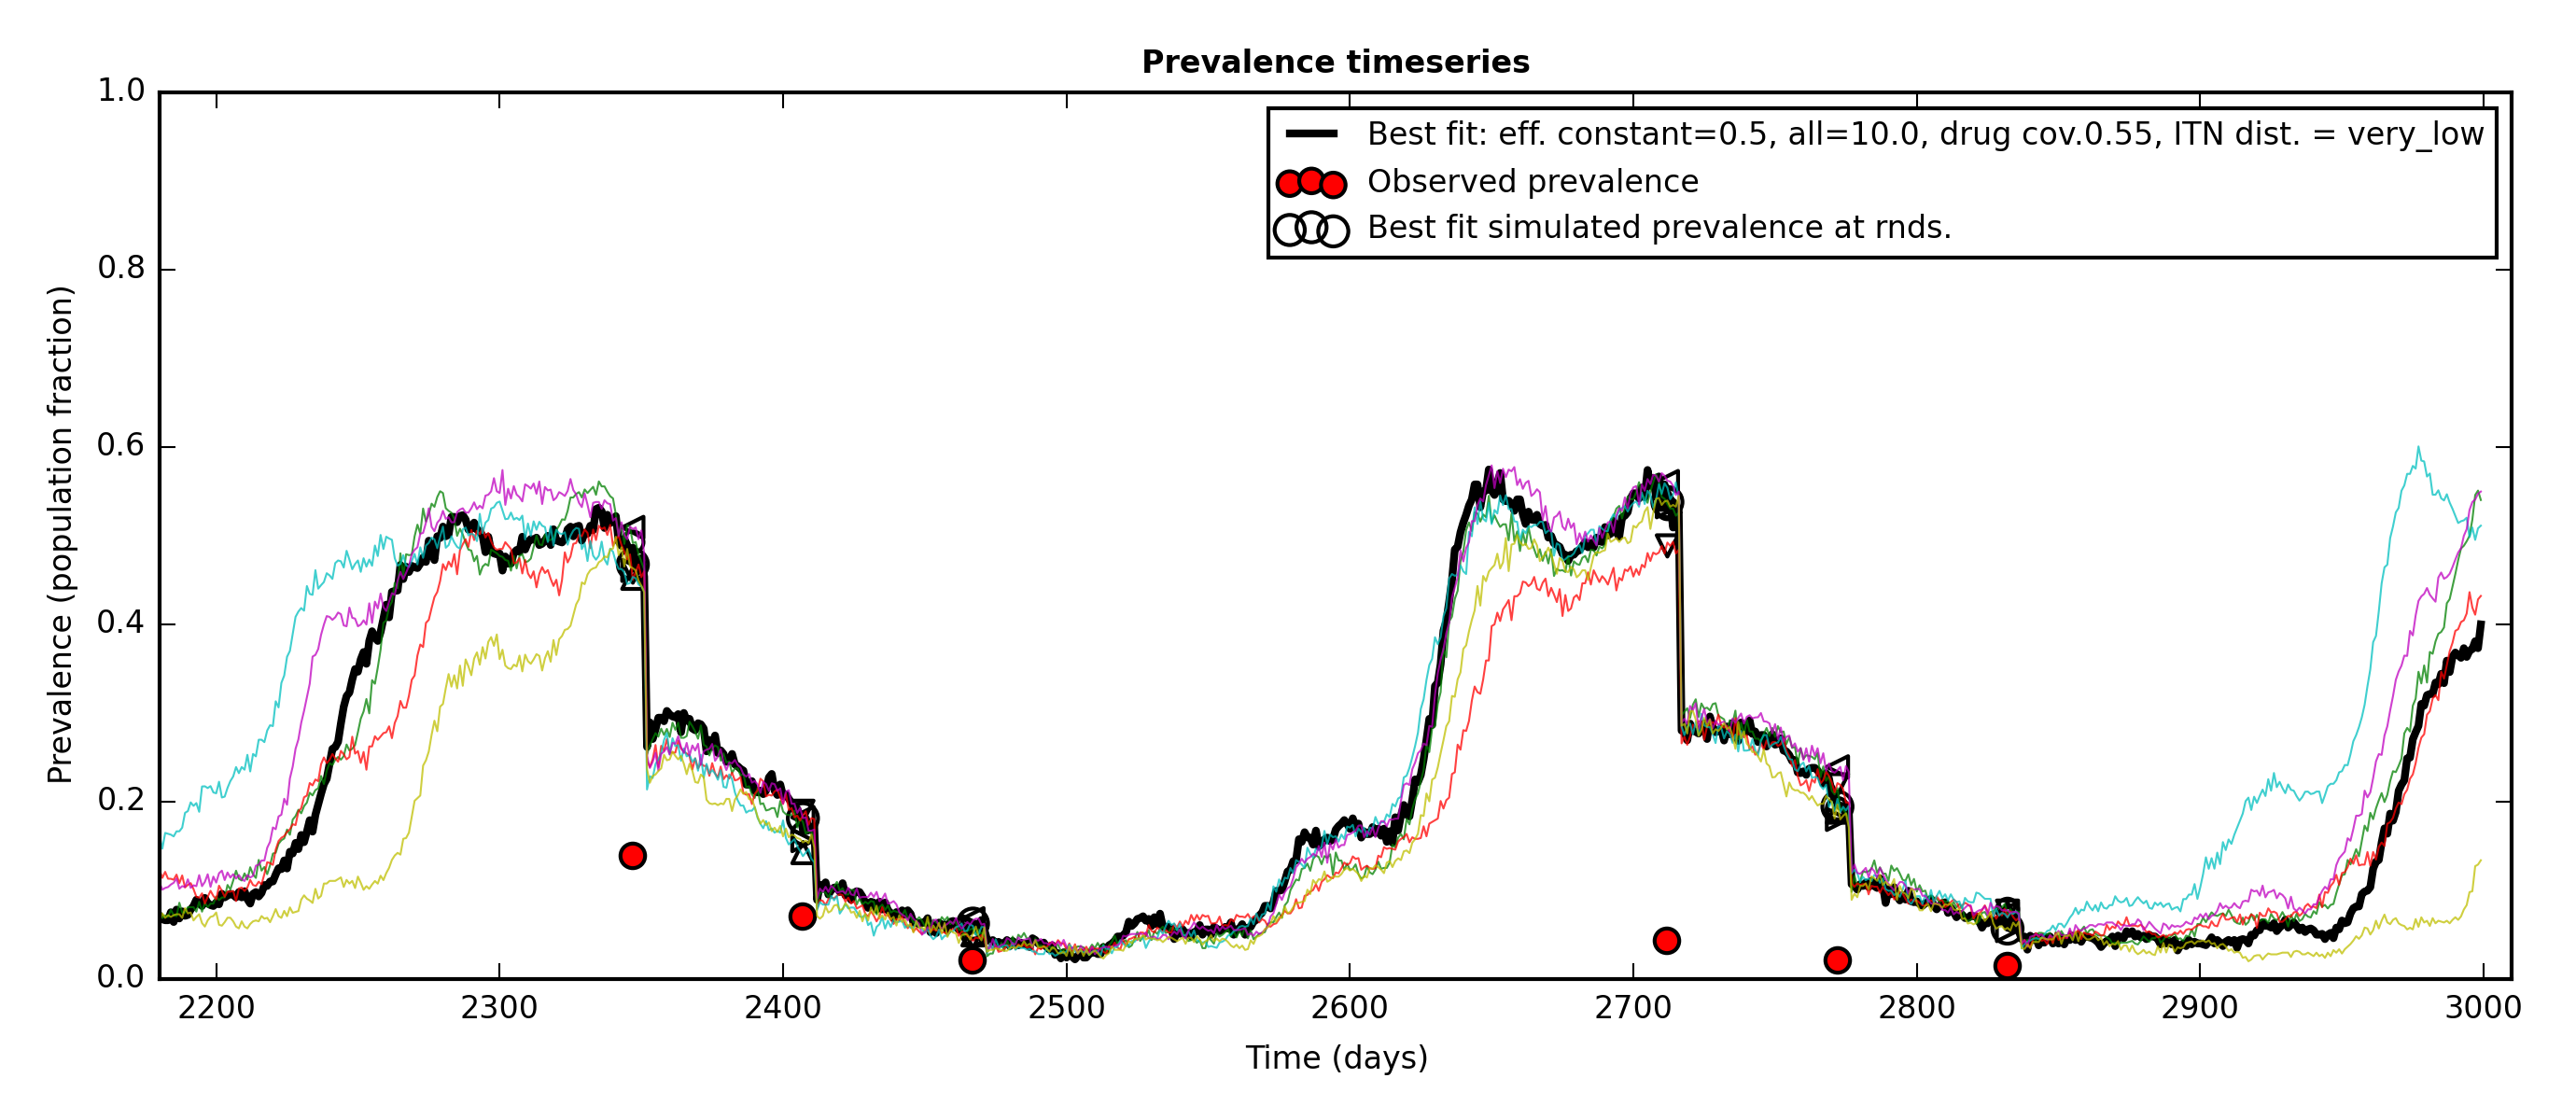 Prevalence timeseries
Best fit: eff. constant=0.5, all=10.0, drug cov.0.55, ITN dist. = very_low
Observed prevalence
Best fit simulated prevalence at rnds.
Prevalence (population fraction)
1.0
0.8
0.6
0.4
0.2
0.0
2200 2300 2400 2500 2600 2700 2800 2900 3000
Time (days)